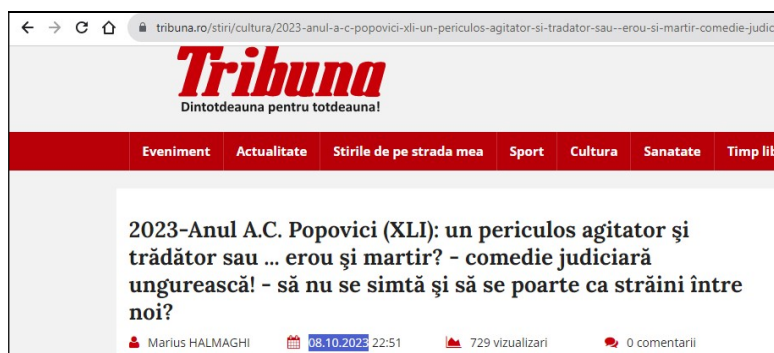 tribuna.ro/stiri/cultura/2023-anul-a-c-popovici-xli-un-periculos-agitator-si-tradator-sau--erou-si-martir-comedie-judic
Tribuna
Dintotdeauna pentru totdeauna!
Eveniment Actualitate Stirile de pe strada mea Sport Cultura Sanatate Timp lib
2023-Anul A.C. Popovici (XLI): un periculos agitator şi
trădător sau ... erou şi martir? - comedie judiciară
ungurească! - să nu se simtă şi să se poarte ca străini între
noi?
Marius HALMAGHI 08.10.2023 22:51 729 vizualizari 0 comentarii